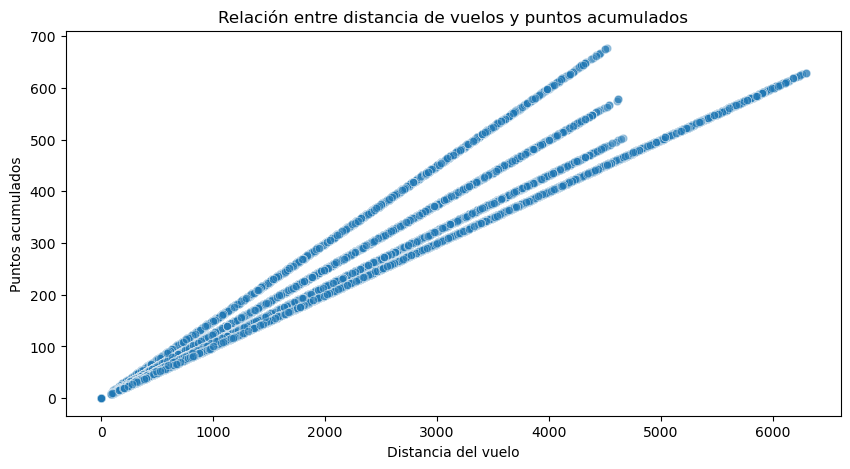 Relación entre distancia de vuelos y puntos acumulados
Puntos acumulados
700
600
500
400
300
200
100
0
0 1000 2000 3000 4000 5000 6000
Distancia del vuelo